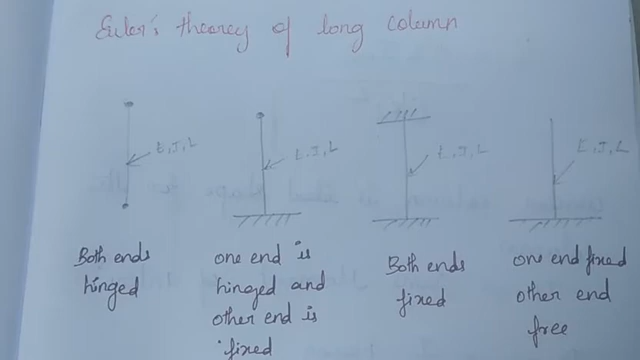 Euler's theory of long column
E, I, L
E, I, L
E, I, L
E, I, L
Both ends
hinged
one end is
hinged and
other end is
fixed
Both ends
fixed
one end fixed
other end
free